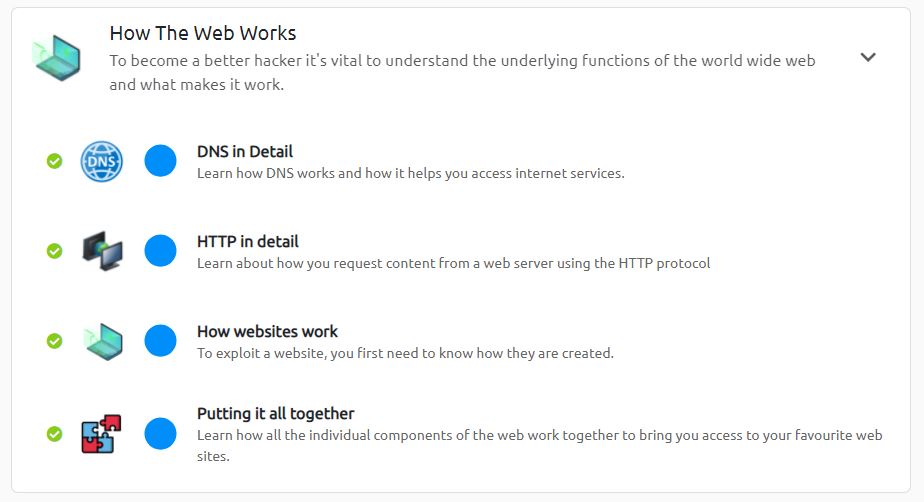 How The Web Works
To become a better hacker it's vital to understand the underlying functions of the world wide web
and what makes it work.
DNS
DNS in Detail
Learn how DNS works and how it helps you access internet services.
HTTP in detail
Learn about how you request content from a web server using the HTTP protocol
How websites work
To exploit a website, you first need to know how they are created.
Putting it all together
Learn how all the individual components of the web work together to bring you access to your favourite web
sites.